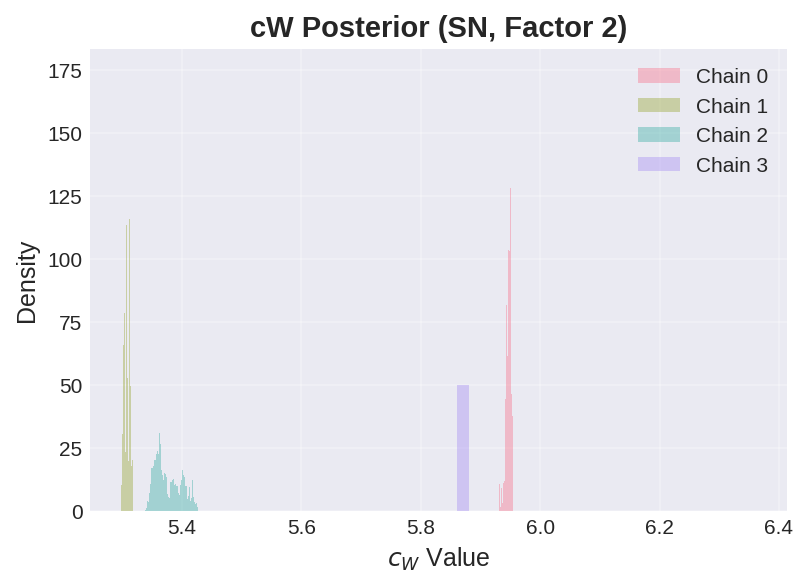 cW Posterior (SN, Factor 2)
Chain 0
Chain 1
Chain 2
Chain 3
175
150
125
100
75
50
25
0
Density
5.4 5.6 5.8 6.0 6.2 6.4
c_W Value